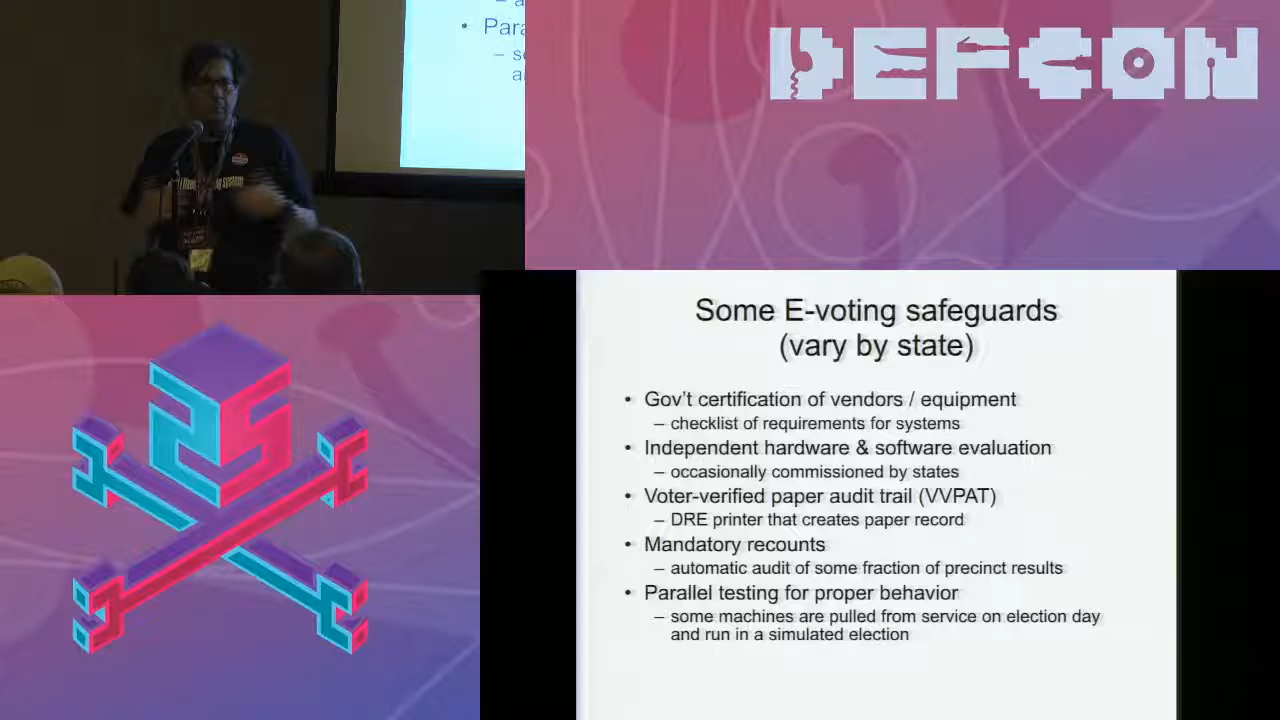 Para
DEFCON
25
Some E-voting safeguards
(vary by state)
• Gov't certification of vendors / equipment
– checklist of requirements for systems
• Independent hardware & software evaluation
– occasionally commissioned by states
• Voter-verified paper audit trail (VVPAT)
– DRE printer that creates paper record
• Mandatory recounts
– automatic audit of some fraction of precinct results
• Parallel testing for proper behavior
– some machines are pulled from service on election day
and run in a simulated election